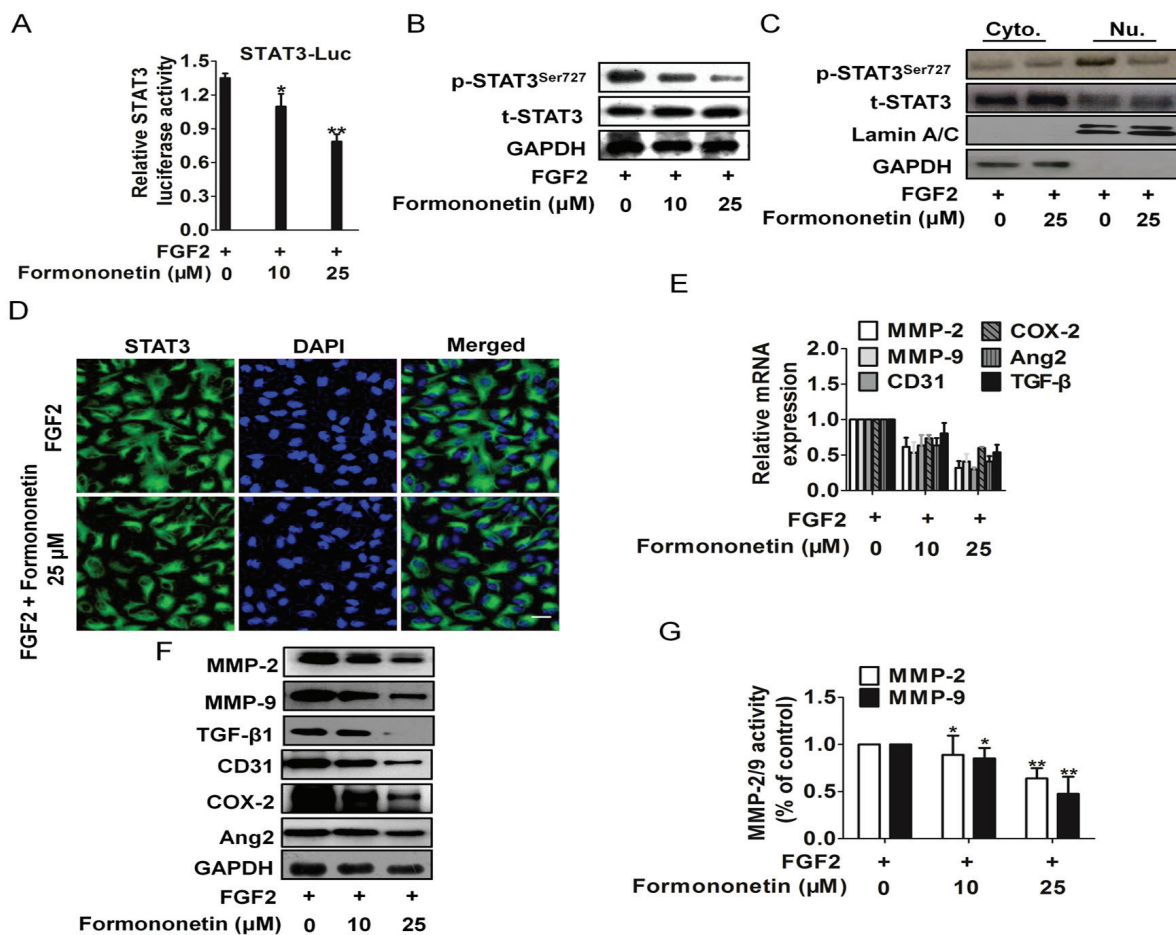 A
STAT3-Luc
Relative STAT3
luciferase activity
1.5
1.2
0.9
0.6
1.3
0.0
*
**
FGF2 + + +
Formononetin (µM) 0 10 25
B
p-STAT3Ser727
t-STAT3
GAPDH
FGF2
+ + +
Formononetin (µM) 0 10 25
C
Cyto. Nu.
p-STAT3Ser727
t-STAT3
Lamin A/C
GAPDH
FGF2 + + + +
Formononetin (µM) 0 25 0 25
D
STAT3 DAPI Merged
FGF2
FGF2 + Formononetin
25 µM
E
MMP-2 COX-2
MMP-9 Ang2
CD31 TGF-β
Relative mRNA
expression
2.0
1.5
1.0
0.5
0.0
FGF2 + + +
Formononetin (µM) 0 10 25
F
MMP-2
MMP-9
TGF-β1
CD31
COX-2
Ang2
GAPDH
FGF2 + + +
Formononetin (µM) 0 10 25
G
MMP-2
MMP-9
MMP-2/9 activity
(% of control)
1.5
1.0
0.5
0.0
* *
** **
FGF2 + + +
Formononetin (µM) 0 10 25